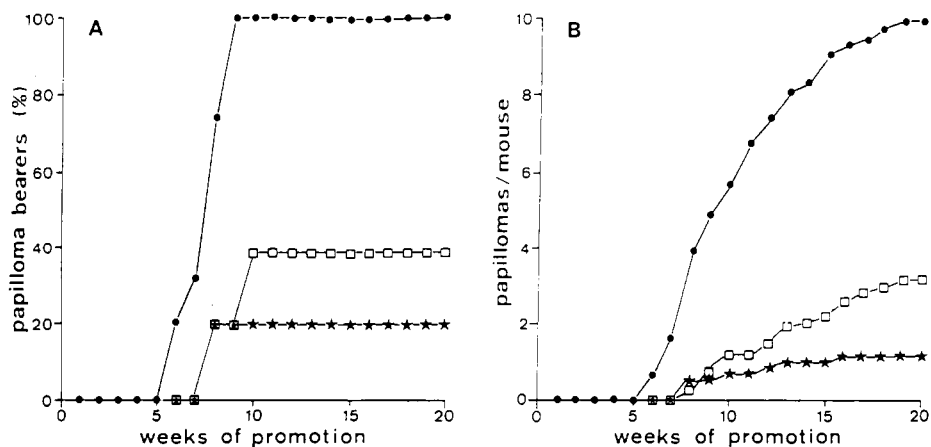 A
papilloma bearers (%)
100
80
60
40
20
0
0 5 10 15 20
weeks of promotion
B
papillomas/mouse
10
8
6
4
2
0
0 5 10 15 20
weeks of promotion